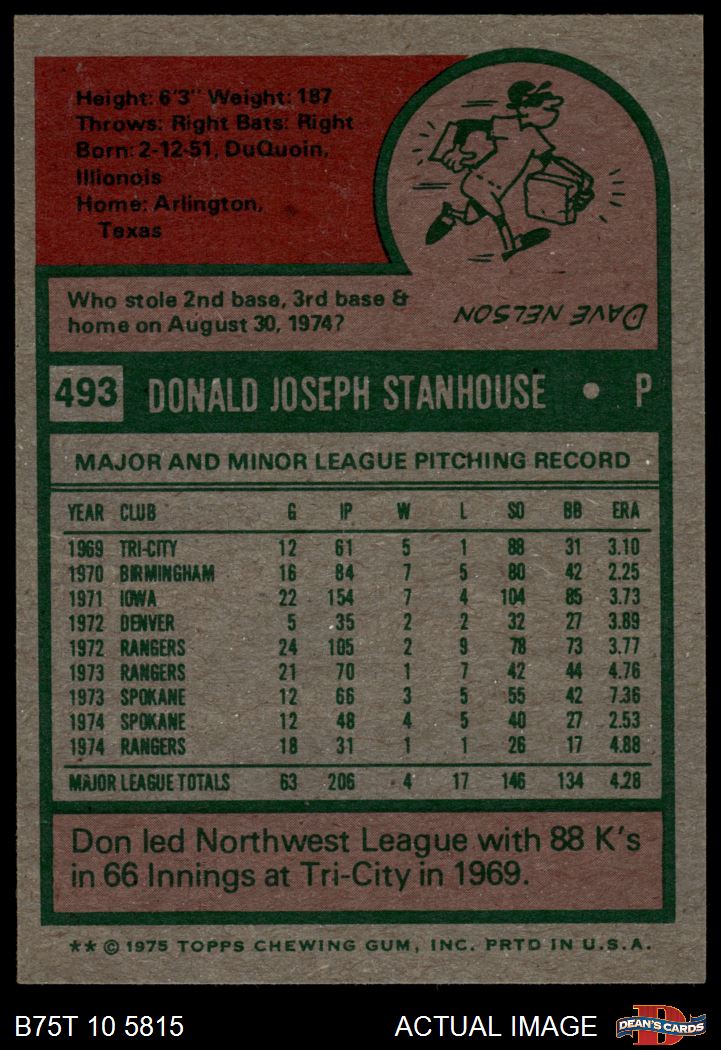 Height: 6'3" Weight: 187
Throws: Right Bats: Right
Born: 2-12-51, DuQuoin,
Illionois
Home: Arlington,
Texas
Who stole 2nd base, 3rd base &
home on August 30, 1974?
DAVE NELSON
493 DONALD JOSEPH STANHOUSE • P
MAJOR AND MINOR LEAGUE PITCHING RECORD
YEAR CLUB G IP W L SO BB ERA
1969 TRI-CITY 12 61 5 1 88 31 3.10
1970 BIRMINGHAM 16 84 7 5 80 42 2.25
1971 IOWA 22 154 7 4 104 85 3.73
1972 DENVER 5 35 2 2 32 27 3.89
1972 RANGERS 24 105 2 9 78 73 3.77
1973 RANGERS 21 70 1 7 42 44 4.76
1973 SPOKANE 12 66 3 5 55 42 7.36
1974 SPOKANE 12 48 4 5 40 27 2.53
1974 RANGERS 18 31 1 1 26 17 4.88
MAJOR LEAGUE TOTALS 63 206 4 17 146 134 4.28
Don led Northwest League with 88 K's
in 66 Innings at Tri-City in 1969.
** © 1975 TOPPS CHEWING GUM, INC. PRTD IN U.S.A.
B75T 10 5815 ACTUAL IMAGE DEAN'S CARDS